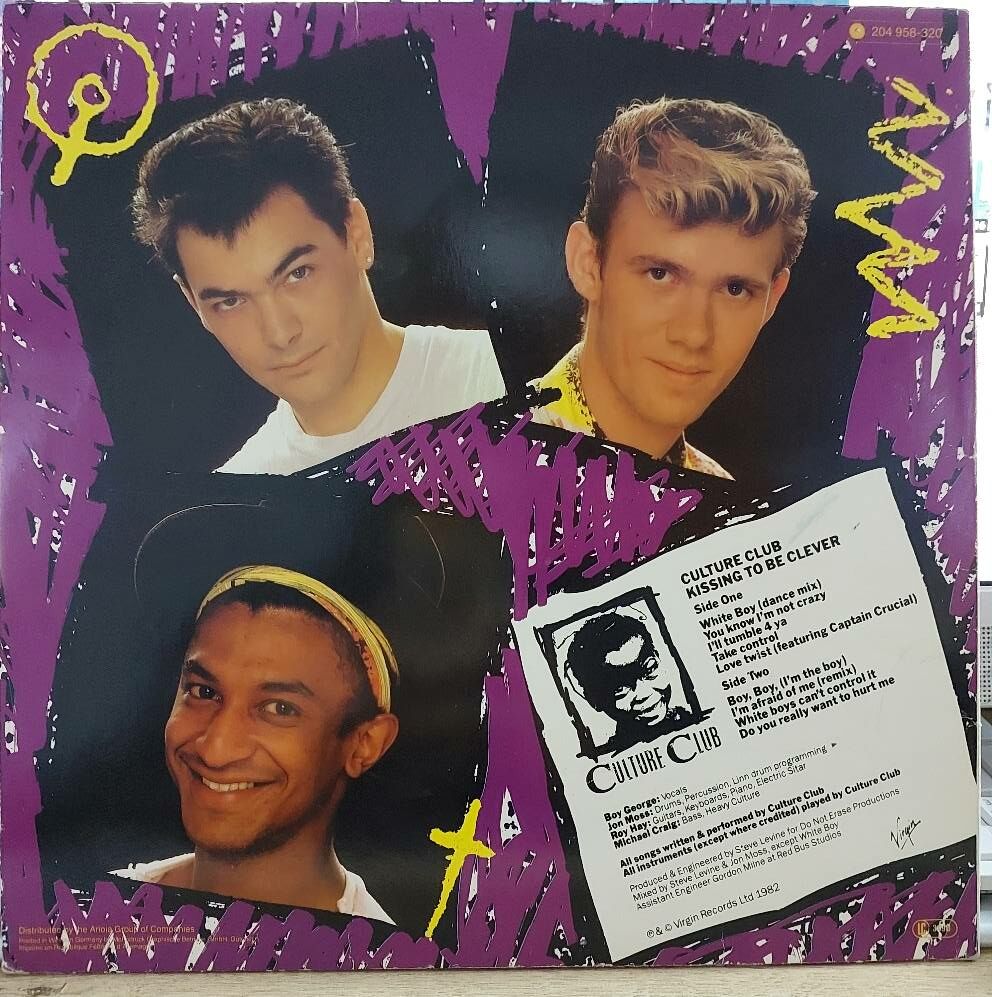 204 958-320
CULTURE CLUB
KISSING TO BE CLEVER
Side One
White Boy (dance mix)
You know I'm not crazy
I'll tumble 4 ya
Take control
Love twist (featuring Captain Crucial)
Side Two
Boy, Boy, (I'm the boy)
I'm afraid of me (remix)
White boys can't control it
Do you really want to hurt me
CULTURE CLUB
Boy George: Vocals
Jon Moss: Drums, Percussion, Linn drum programming
Roy Hay: Guitars, Keyboards, Piano, Electric Sitar
Michael Craig: Bass, Heavy Culture
All songs written & performed by Culture Club
All instruments (except where credited) played by Culture Club
Produced & Engineered by Steve Levine for Do Not Erase Productions
Mixed by Steve Levine & Jon Moss, except White Boy
Assistant Engineer Gordon Milne at Red Bus Studios
Virgin
℗ & © Virgin Records Ltd 1982
Distributed by the Ariola Group of Companies
Printed in West Germany by